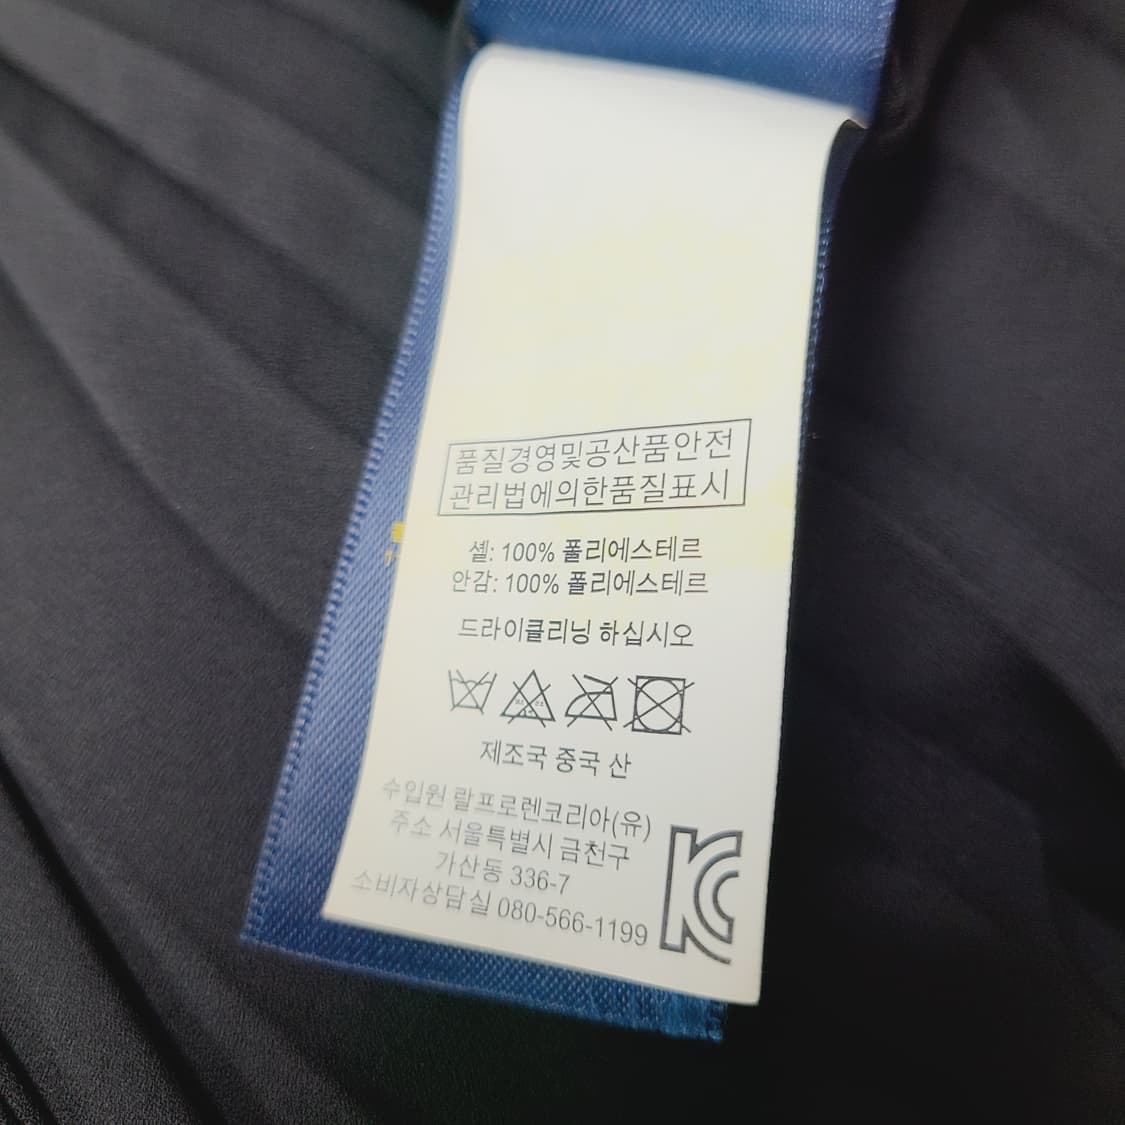 품질경영및공산품안전
관리법에의한품질표시
셸: 100% 폴리에스테르
안감: 100% 폴리에스테르
드라이클리닝 하십시오
제조국 중국 산
수입원 랄프로렌코리아(유)
주소 서울특별시 금천구
가산동 336-7
소비자상담실 080-566-1199
KC